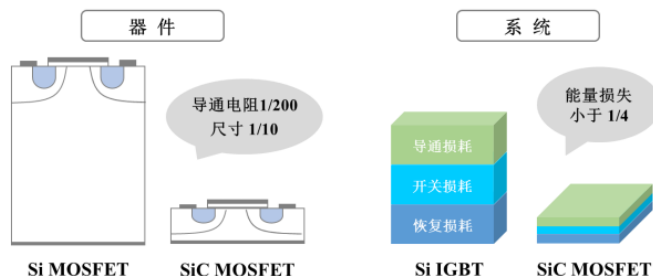 器 件
系 统
导通电阻1/200
尺寸 1/10
能量损失
小于 1/4
导通损耗
开关损耗
恢复损耗
Si MOSFET
SiC MOSFET
Si IGBT
SiC MOSFET